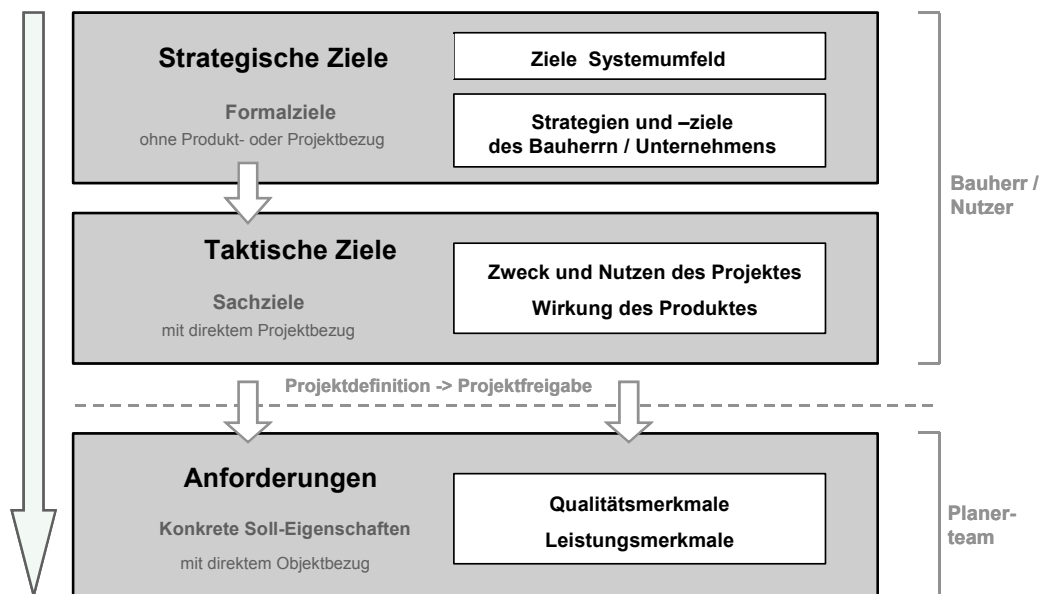 Strategische Ziele
Formalziele
ohne Produkt- oder Projektbezug
Ziele Systemumfeld
Strategien und –ziele
des Bauherrn / Unternehmens
Bauherr /
Nutzer
Taktische Ziele
Sachziele
mit direktem Projektbezug
Zweck und Nutzen des Projektes
Wirkung des Produktes
Projektdefinition -> Projektfreigabe
Anforderungen
Konkrete Soll-Eigenschaften
mit direktem Objektbezug
Qualitätsmerkmale
Leistungsmerkmale
Planer-
team